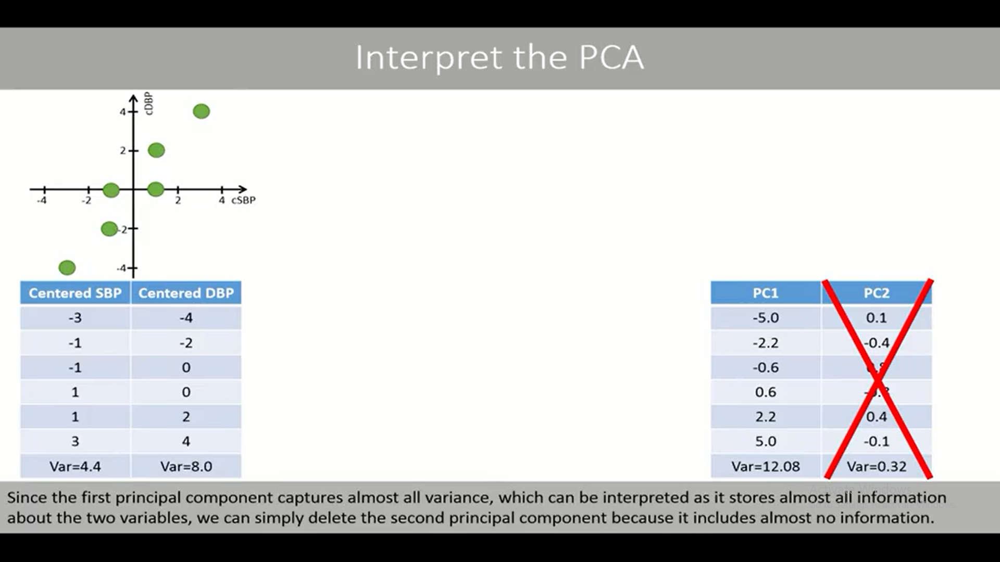 Interpret the PCA
cDBP
4
2
-4 -2 2 4 cSBP
-2
-4
Centered SBP Centered DBP
-3 -4
-1 -2
-1 0
1 0
1 2
3 4
Var=4.4 Var=8.0
PC1 PC2
-5.0 0.1
-2.2 -0.4
-0.6
0.6
2.2 0.4
5.0 -0.1
Var=12.08 Var=0.32
Since the first principal component captures almost all variance, which can be interpreted as it stores almost all information
about the two variables, we can simply delete the second principal component because it includes almost no information.
Activate Windows